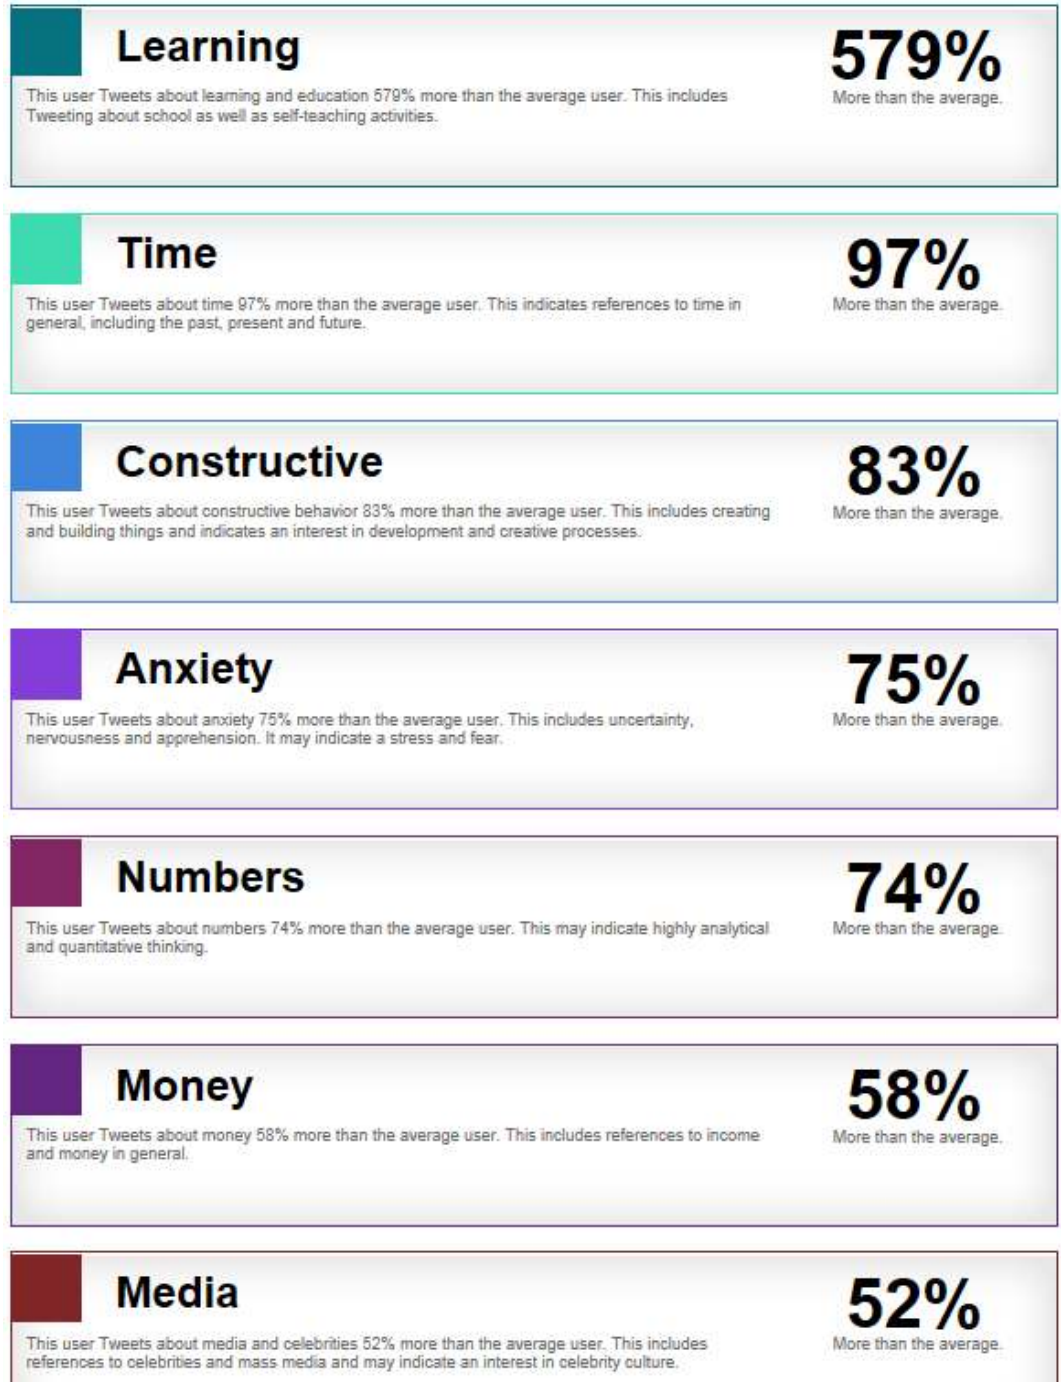 Learning
579%
This user Tweets about learning and education 579% more than the average user. This includes
Tweeting about school as well as self-teaching activities.
More than the average.
Time
97%
This user Tweets about time 97% more than the average user. This indicates references to time in
general, including the past, present and future.
More than the average.
Constructive
83%
This user Tweets about constructive behavior 83% more than the average user. This includes creating
and building things and indicates an interest in development and creative processes.
More than the average.
Anxiety
75%
This user Tweets about anxiety 75% more than the average user. This includes uncertainty,
nervousness and apprehension. It may indicate a stress and fear.
More than the average.
Numbers
74%
This user Tweets about numbers 74% more than the average user. This may indicate highly analytical
and quantitative thinking.
More than the average.
Money
58%
This user Tweets about money 58% more than the average user. This includes references to income
and money in general.
More than the average.
Media
52%
This user Tweets about media and celebrities 52% more than the average user. This includes
references to celebrities and mass media and may indicate an interest in celebrity culture.
More than the average.